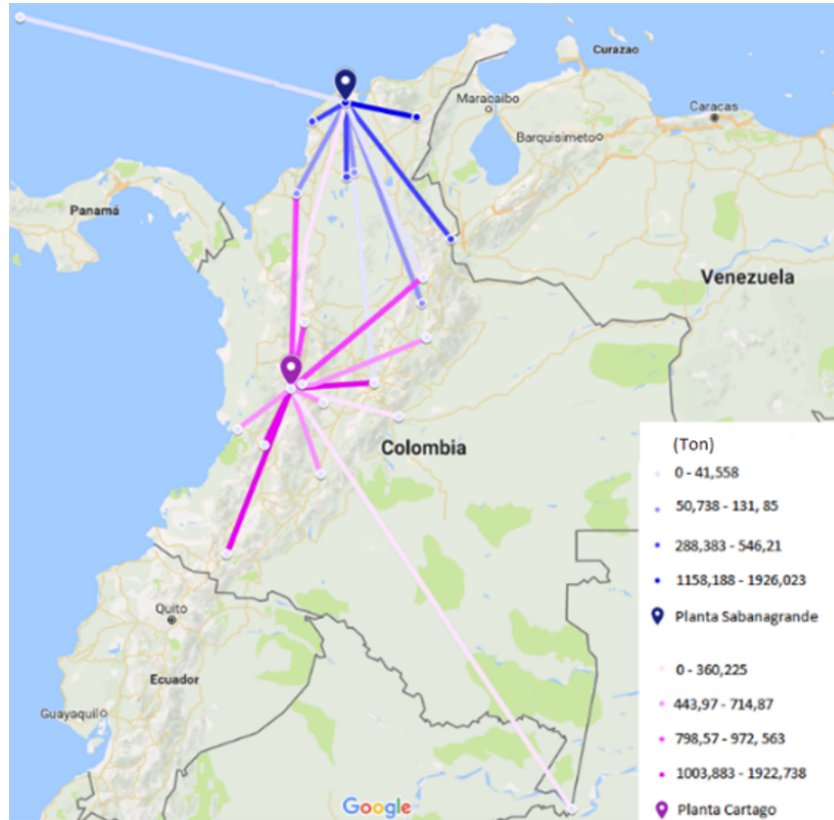 Curazao
Maracaibo
Caracas
Barquisimeto
Panamá
Venezuela
Colombia
Quito
Ecuador
Guayaquil
Google
(Ton)
0 - 41,558
50,738 - 131, 85
288,383 - 546,21
1158,188 - 1926,023
Planta Sabanagrande
0 - 360,225
443,97 - 714,87
798,57 - 972, 563
1003,883 - 1922,738
Planta Cartago